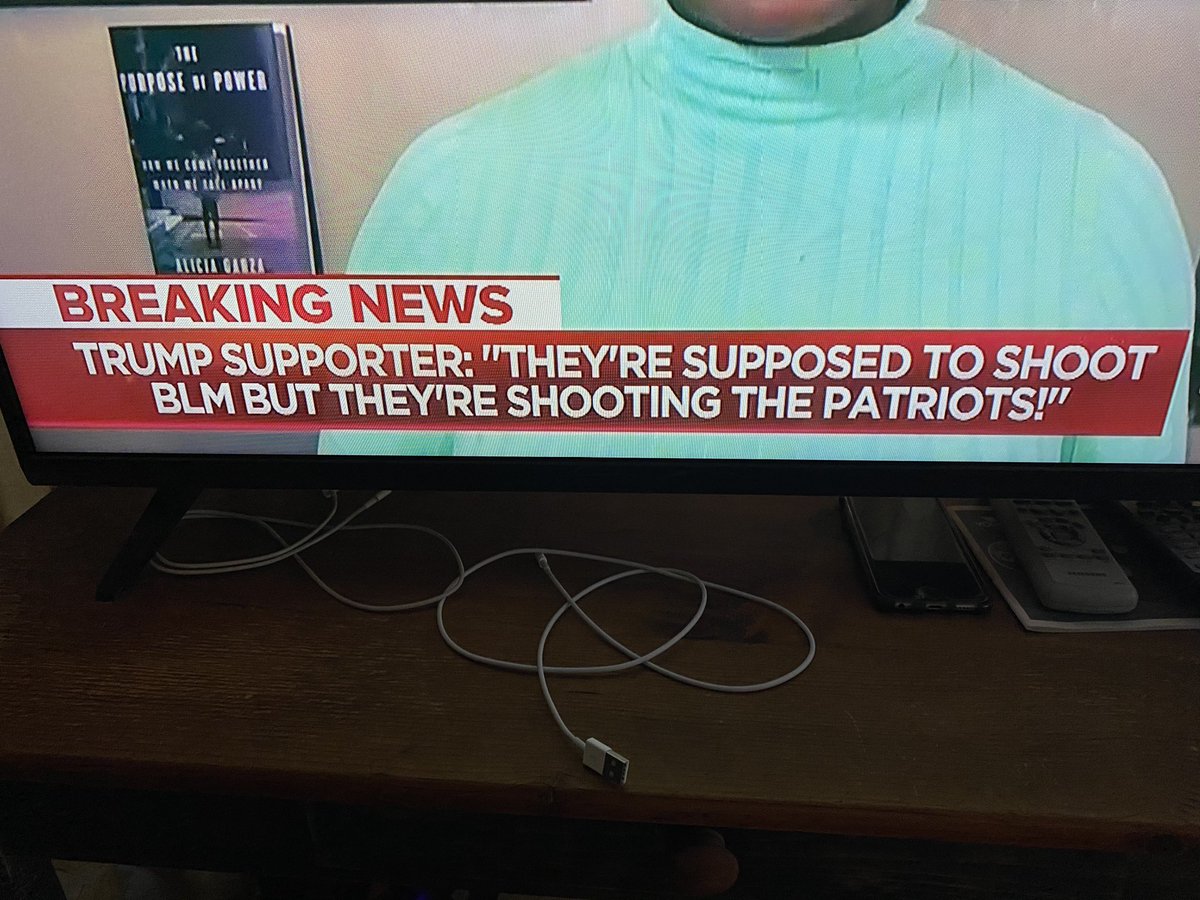 THE
PURPOSE OF POWER
HOW WE COME TOGETHER
WHEN WE FALL APART
ALICIA GARZA
BREAKING NEWS
TRUMP SUPPORTER: "THEY'RE SUPPOSED TO SHOOT
BLM BUT THEY'RE SHOOTING THE PATRIOTS!"
SAMSUNG